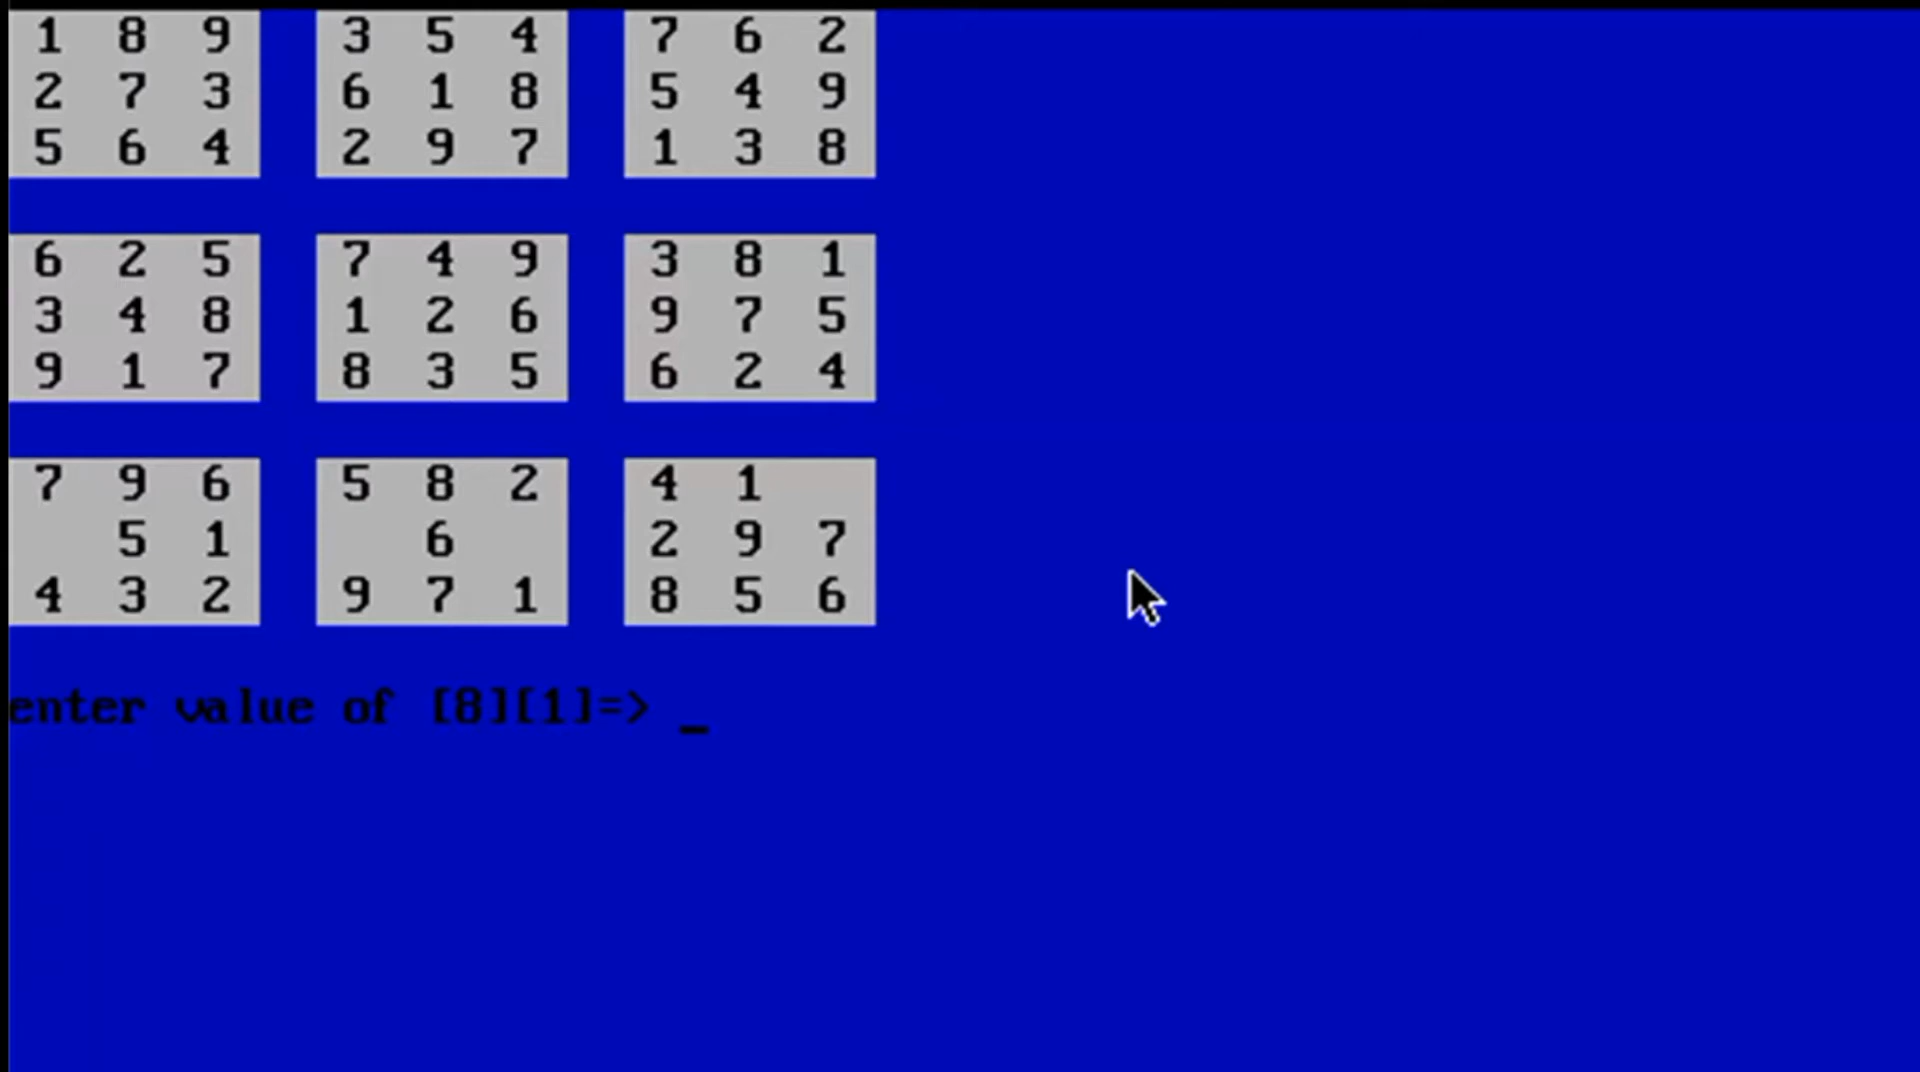 1 8 9 3 5 4 7 6 2
2 7 3 6 1 8 5 4 9
5 6 4 2 9 7 1 3 8
6 2 5 7 4 9 3 8 1
3 4 8 1 2 6 9 7 5
9 1 7 8 3 5 6 2 4
7 9 6 5 8 2 4 1
5 1 6 2 9 7
4 3 2 9 7 1 8 5 6
enter value of [8][1]=> _